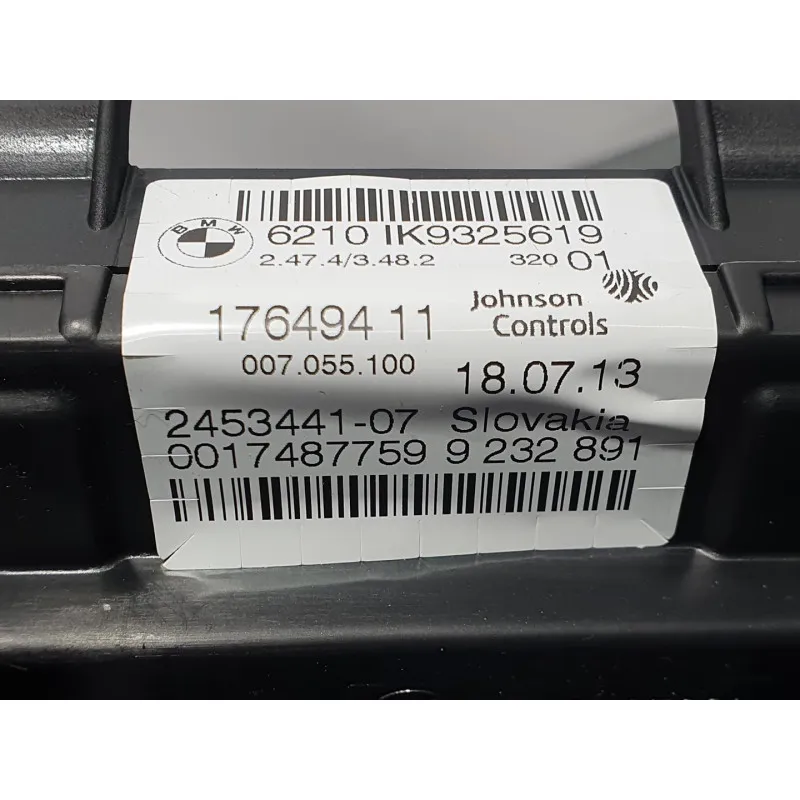 BMW
6210 IK9325619
2.47.4/3.48.2 320 01
Johnson
Controls
176494 11
007.055.100
18.07.13
2453441-07 Slovakia
0017487759 9 232 891